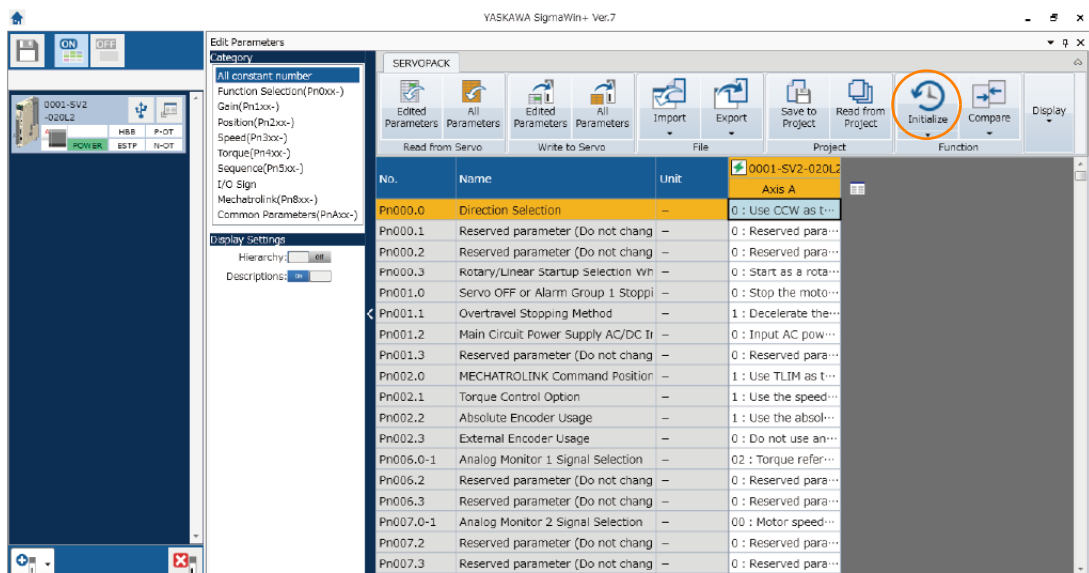 YASKAWA SigmaWin+ Ver.7
ON OFF
0001-SV2
-020L2
HBB P-OT
POWER ESTP N-OT
Edit Parameters
Category
All constant number
Function Selection(Pn0xx-)
Gain(Pn1xx-)
Position(Pn2xx-)
Speed(Pn3xx-)
Torque(Pn4xx-)
Sequence(Pn5xx-)
I/O Sign
Mechatrolink(Pn8xx-)
Common Parameters(PnAxx-)
Display Settings
Hierarchy: Off
Descriptions: ON
SERVOPACK
Edited Parameters
All Parameters
Read from Servo
Edited Parameters
All Parameters
Write to Servo
Import
Export
File
Save to Project
Read from Project
Project
Initialize
Compare
Function
Display
No. Name Unit 0001-SV2-020L2
Axis A
Pn000.0 Direction Selection – 0 : Use CCW as t···
Pn000.1 Reserved parameter (Do not chang – 0 : Reserved para···
Pn000.2 Reserved parameter (Do not chang – 0 : Reserved para···
Pn000.3 Rotary/Linear Startup Selection Wh – 0 : Start as a rota···
Pn001.0 Servo OFF or Alarm Group 1 Stoppi – 0 : Stop the moto···
Pn001.1 Overtravel Stopping Method – 1 : Decelerate the···
Pn001.2 Main Circuit Power Supply AC/DC Ir – 0 : Input AC pow···
Pn001.3 Reserved parameter (Do not chang – 0 : Reserved para···
Pn002.0 MECHATROLINK Command Position – 1 : Use TLIM as t···
Pn002.1 Torque Control Option – 1 : Use the speed···
Pn002.2 Absolute Encoder Usage – 1 : Use the absol···
Pn002.3 External Encoder Usage – 0 : Do not use an···
Pn006.0-1 Analog Monitor 1 Signal Selection – 02 : Torque refer···
Pn006.2 Reserved parameter (Do not chang – 0 : Reserved para···
Pn006.3 Reserved parameter (Do not chang – 0 : Reserved para···
Pn007.0-1 Analog Monitor 2 Signal Selection – 00 : Motor speed···
Pn007.2 Reserved parameter (Do not chang – 0 : Reserved para···
Pn007.3 Reserved parameter (Do not chang – 0 : Reserved para···